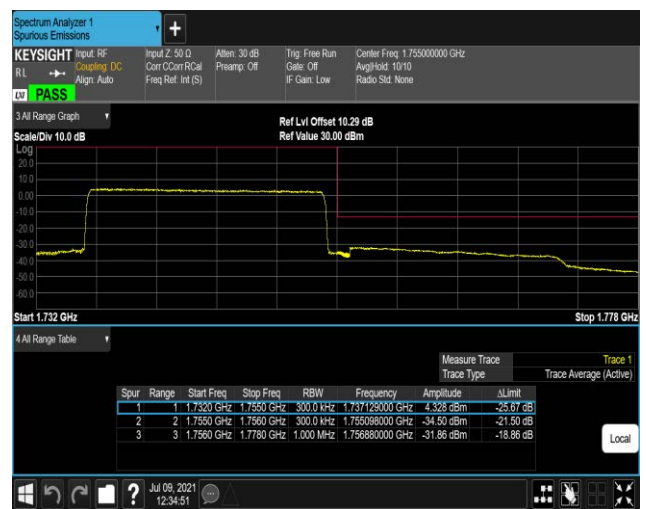 Spectrum Analyzer 1
Spurious Emissions
+
KEYSIGHT Input: RF Input Z: 50 Ω Atten: 30 dB Trig: Free Run Center Freq: 1.755000000 GHz
RL Coupling: DC Corr CCorr RCal Preamp: Off Gate: Off Avg|Hold: 10/10
Align: Auto Freq Ref: Int (S) IF Gain: Low Radio Std: None
LXI PASS
3 All Range Graph
Ref Lvl Offset 10.29 dB
Scale/Div 10.0 dB Ref Value 30.00 dBm
Log
20.0
10.0
0.00
-10.0
-20.0
-30.0
-40.0
-50.0
-60.0
Start 1.732 GHz Stop 1.778 GHz
4 All Range Table
Measure Trace Trace 1
Trace Type Trace Average (Active)
Spur Range Start Freq Stop Freq RBW Frequency Amplitude ΔLimit
1 1 1.7320 GHz 1.7550 GHz 300.0 kHz 1.737129000 GHz 4.328 dBm -25.67 dB
2 2 1.7550 GHz 1.7560 GHz 300.0 kHz 1.755098000 GHz -34.50 dBm -21.50 dB
3 3 1.7560 GHz 1.7780 GHz 1.000 MHz 1.756880000 GHz -31.86 dBm -18.86 dB
Local
? Jul 09, 2021
12:34:51